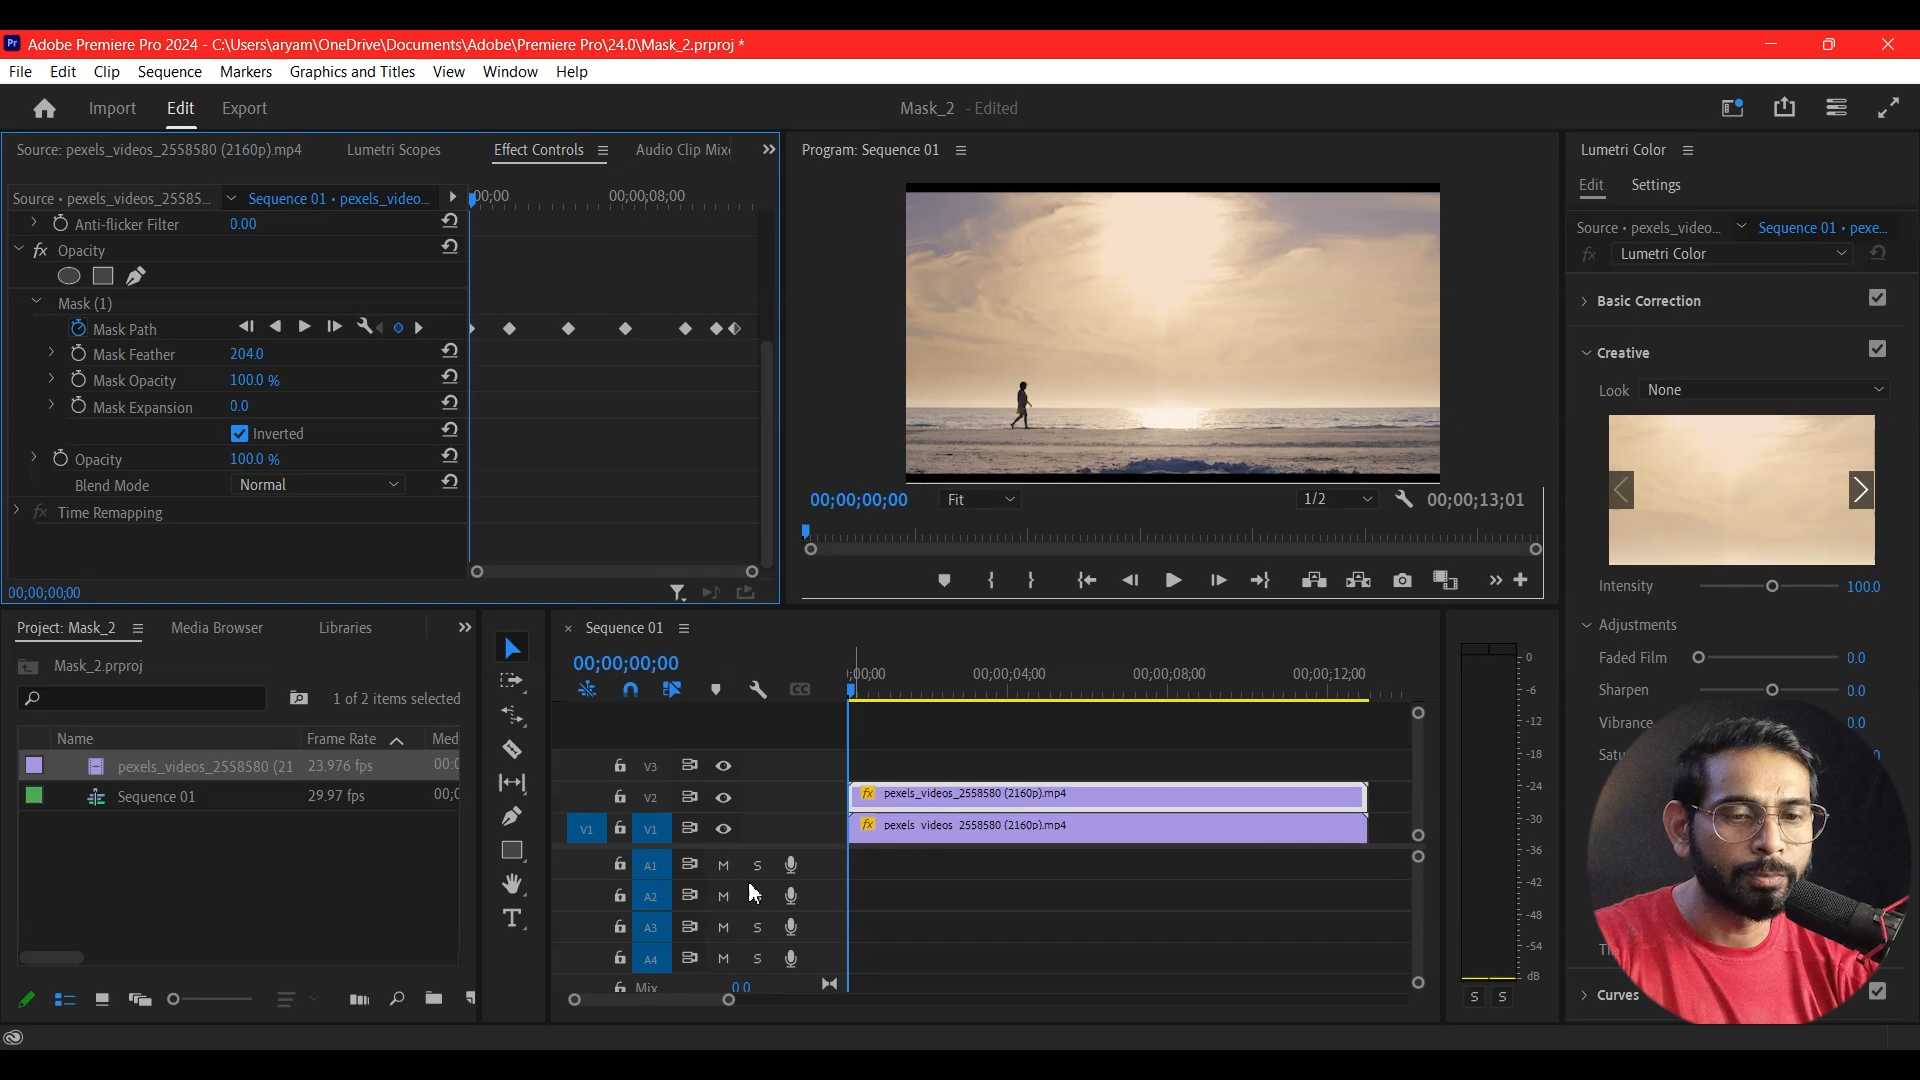 Pr Adobe Premiere Pro 2024 - C:\Users\aryam\OneDrive\Documents\Adobe\Premiere Pro\24.0\Mask_2.prproj *
File Edit Clip Sequence Markers Graphics and Titles View Window Help
Import Edit Export Mask_2 - Edited
Source: pexels_videos_2558580 (2160p).mp4 Lumetri Scopes Effect Controls Audio Clip Mix
Source • pexels_videos_25585... Sequence 01 • pexels_video...
00;00 00;00;08;00
Anti-flicker Filter 0.00
fx Opacity
Mask (1)
Mask Path
Mask Feather 204.0
Mask Opacity 100.0 %
Mask Expansion 0.0
Inverted
Opacity 100.0 %
Blend Mode Normal
fx Time Remapping
00;00;00;00
Program: Sequence 01
00;00;00;00 Fit 1/2 00;00;13;01
Lumetri Color
Edit Settings
Source • pexels_video... Sequence 01 • pexe...
fx Lumetri Color
Basic Correction
Creative
Look None
Intensity 100.0
Adjustments
Faded Film 0.0
Sharpen 0.0
Vibrance 0.0
Satu
Curves
Project: Mask_2 Media Browser Libraries
Mask_2.prproj
1 of 2 items selected
Name Frame Rate Med
pexels_videos_2558580 (21 23.976 fps 00:0
Sequence 01 29.97 fps 00;0
× Sequence 01
00;00;00;00
;00;00 00;00;04;00 00;00;08;00 00;00;12;00
V3
V2 fx pexels_videos_2558580 (2160p).mp4
V1 V1 fx pexels_videos_2558580 (2160p).mp4
A1 M S
A2 M
A3 M S
A4 M S
Mix 0.0
0
-6
-12
-18
-24
-30
-36
-42
-48
-54
dB
S S